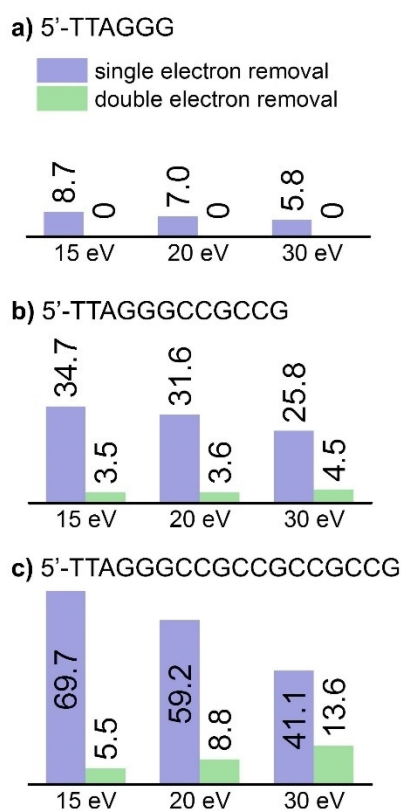 a) 5'-TTAGGG
single electron removal
double electron removal
8.7 0 7.0 0 5.8 0
15 eV 20 eV 30 eV
b) 5'-TTAGGGCCGCCG
34.7 3.5 31.6 3.6 25.8 4.5
15 eV 20 eV 30 eV
c) 5'-TTAGGGCCGCCGCCGCCG
69.7 5.5 59.2 8.8 41.1 13.6
15 eV 20 eV 30 eV